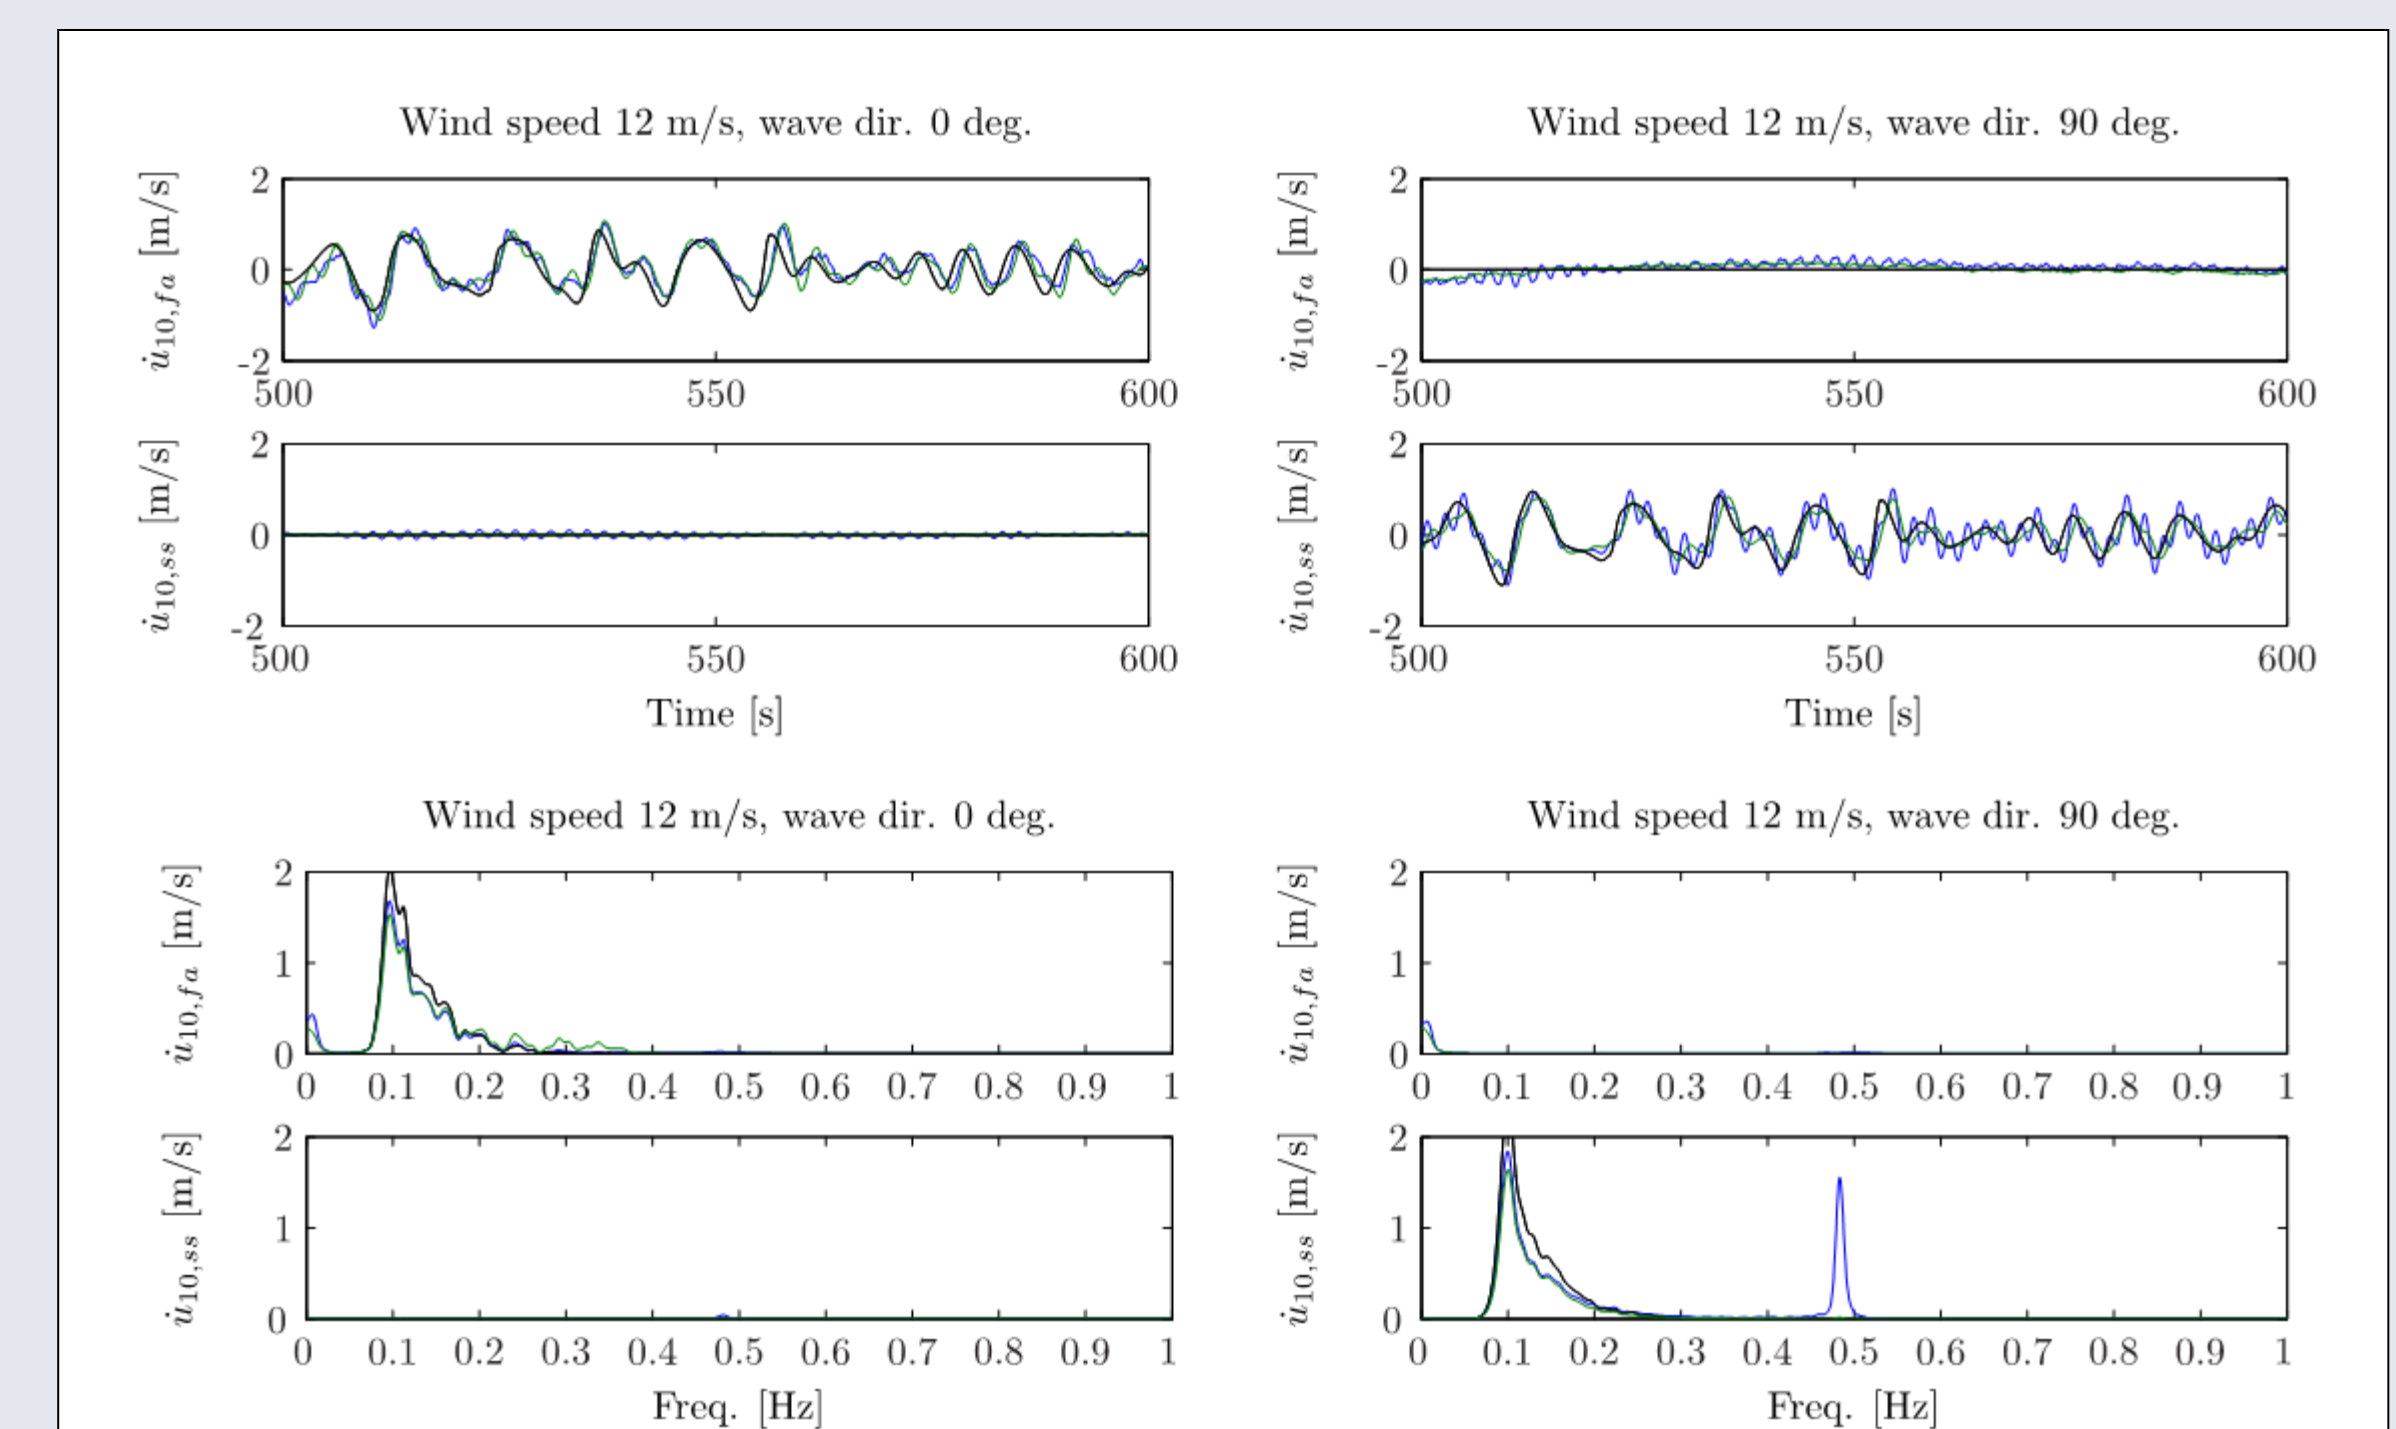 Wind speed 12 m/s, wave dir. 0 deg.
u̇10,fa [m/s]
2
0
-2
500 550 600
u̇10,ss [m/s]
2
0
-2
500 550 600
Time [s]
Wind speed 12 m/s, wave dir. 90 deg.
u̇10,fa [m/s]
2
0
-2
500 550 600
u̇10,ss [m/s]
2
0
-2
500 550 600
Time [s]
Wind speed 12 m/s, wave dir. 0 deg.
u̇10,fa [m/s]
2
1
0
0 0.1 0.2 0.3 0.4 0.5 0.6 0.7 0.8 0.9 1
u̇10,ss [m/s]
2
1
0
0 0.1 0.2 0.3 0.4 0.5 0.6 0.7 0.8 0.9 1
Freq. [Hz]
Wind speed 12 m/s, wave dir. 90 deg.
u̇10,fa [m/s]
2
1
0
0 0.1 0.2 0.3 0.4 0.5 0.6 0.7 0.8 0.9 1
u̇10,ss [m/s]
2
1
0
0 0.1 0.2 0.3 0.4 0.5 0.6 0.7 0.8 0.9 1
Freq. [Hz]